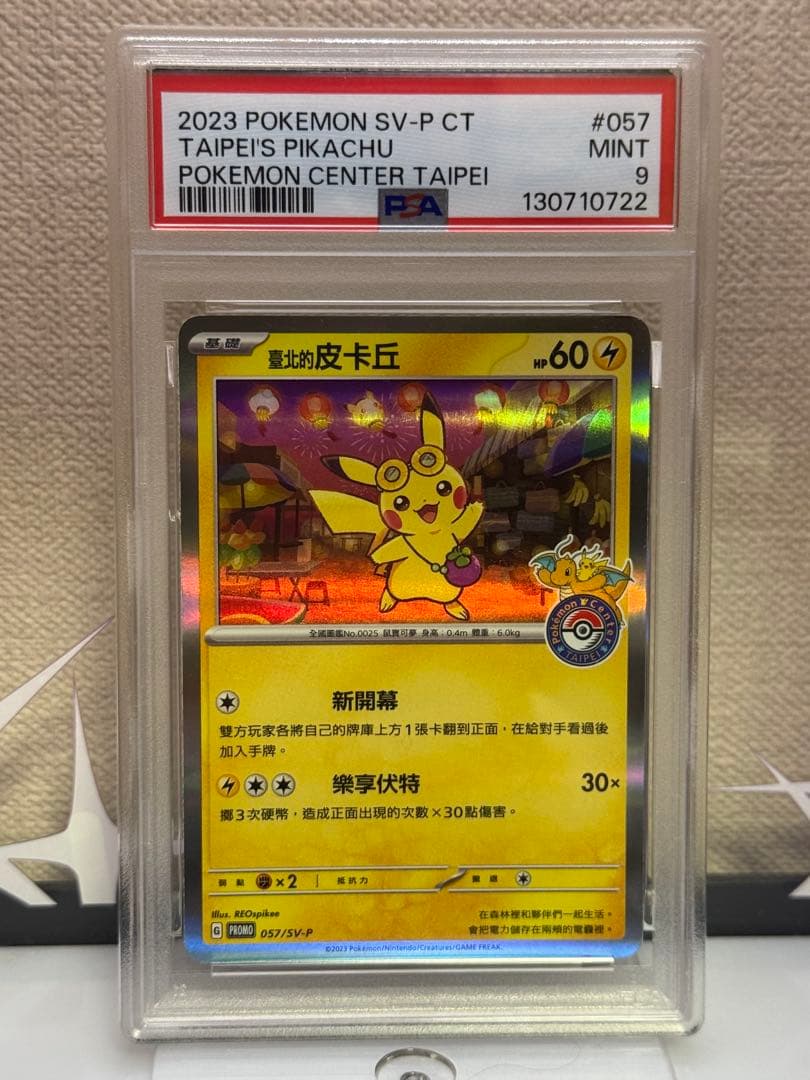 2023 POKEMON SV-P CT #057
TAIPEI'S PIKACHU MINT
POKEMON CENTER TAIPEI 9
PSA 130710722
基礎 臺北的皮卡丘 HP 60
Pokémon Center
TAIPEI
全國圖鑑No.0025 鼠寶可夢 身高：0.4m 體重：6.0kg
新開幕
雙方玩家各將自己的牌庫上方1張卡翻到正面，在給對手看過後
加入手牌。
樂享伏特 30×
擲3次硬幣，造成正面出現的次數×30點傷害。
弱點 ×2 抵抗力 撤退
Illus. REOspikee
在森林裡和夥伴們一起生活。
會把電力儲存在兩頰的電囊裡。
G PROMO 057/SV-P
©2023 Pokémon/Nintendo/Creatures/GAME FREAK.